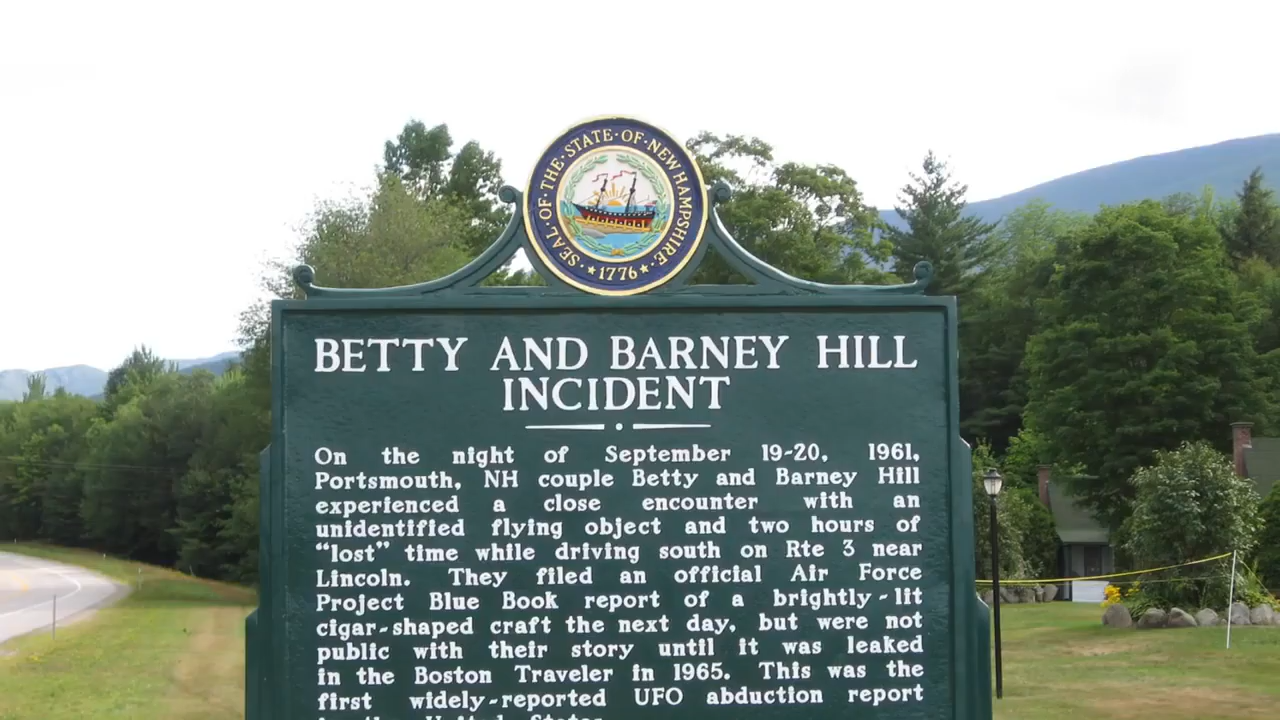 SEAL·OF·THE·STATE·OF·NEW HAMPSHIRE·
★1776★
BETTY AND BARNEY HILL
INCIDENT
On the night of September 19-20, 1961,
Portsmouth, NH couple Betty and Barney Hill
experienced a close encounter with an
unidentified flying object and two hours of
“lost” time while driving south on Rte 3 near
Lincoln. They filed an official Air Force
Project Blue Book report of a brightly-lit
cigar-shaped craft the next day, but were not
public with their story until it was leaked
in the Boston Traveler in 1965. This was the
first widely-reported UFO abduction report
in the United States.